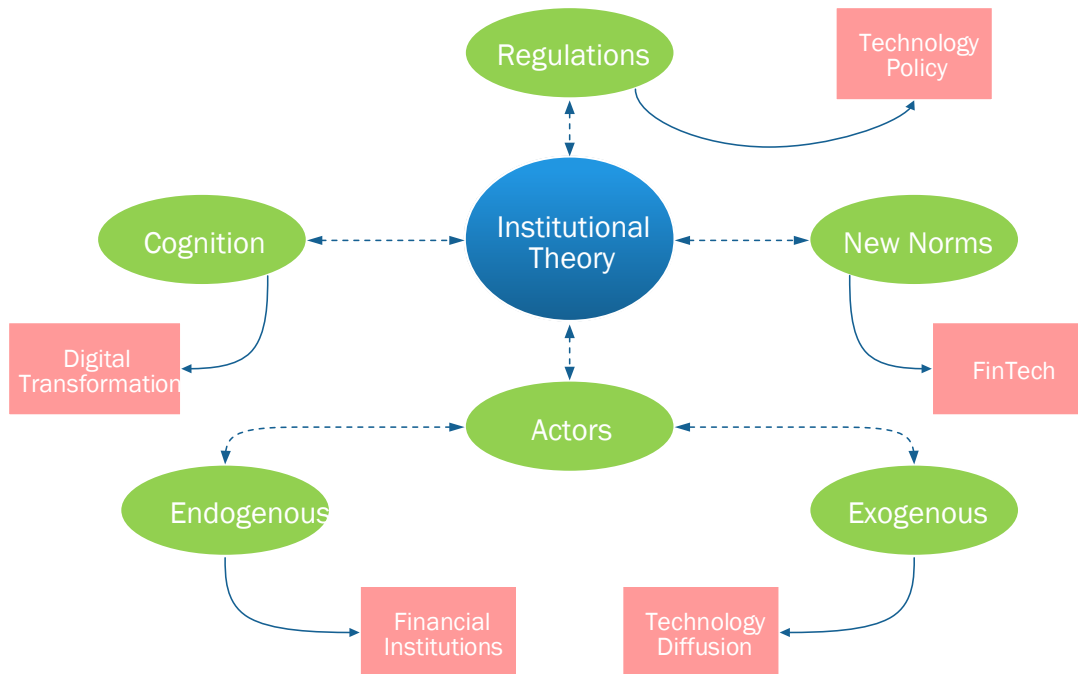 Regulations
Technology
Policy
Institutional
Theory
Cognition
New Norms
Digital
Transformation
FinTech
Actors
Endogenous
Exogenous
Financial
Institutions
Technology
Diffusion